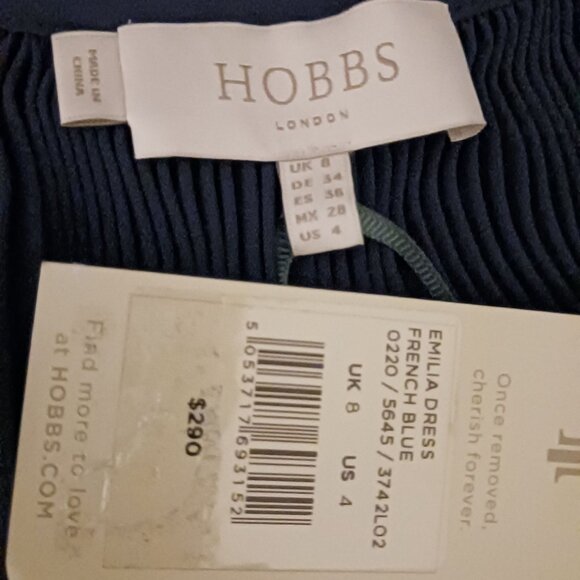 MADE IN
CHINA
HOBBS
LONDON
UK 8
DE 34
ES 36
MX 28
US 4
EMILIA DRESS
FRENCH BLUE
0220 / 5645 / 3742L02
UK 8 US 4
5 053717 693152
$290
Once removed,
cherish forever.
Find more to love
at HOBBS.COM